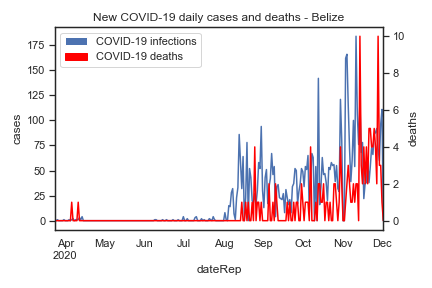 New COVID-19 daily cases and deaths - Belize
COVID-19 infections
COVID-19 deaths
cases
175
150
125
100
75
50
25
0
deaths
10
8
6
4
2
0
Apr May Jun Jul Aug Sep Oct Nov Dec
2020
dateRep